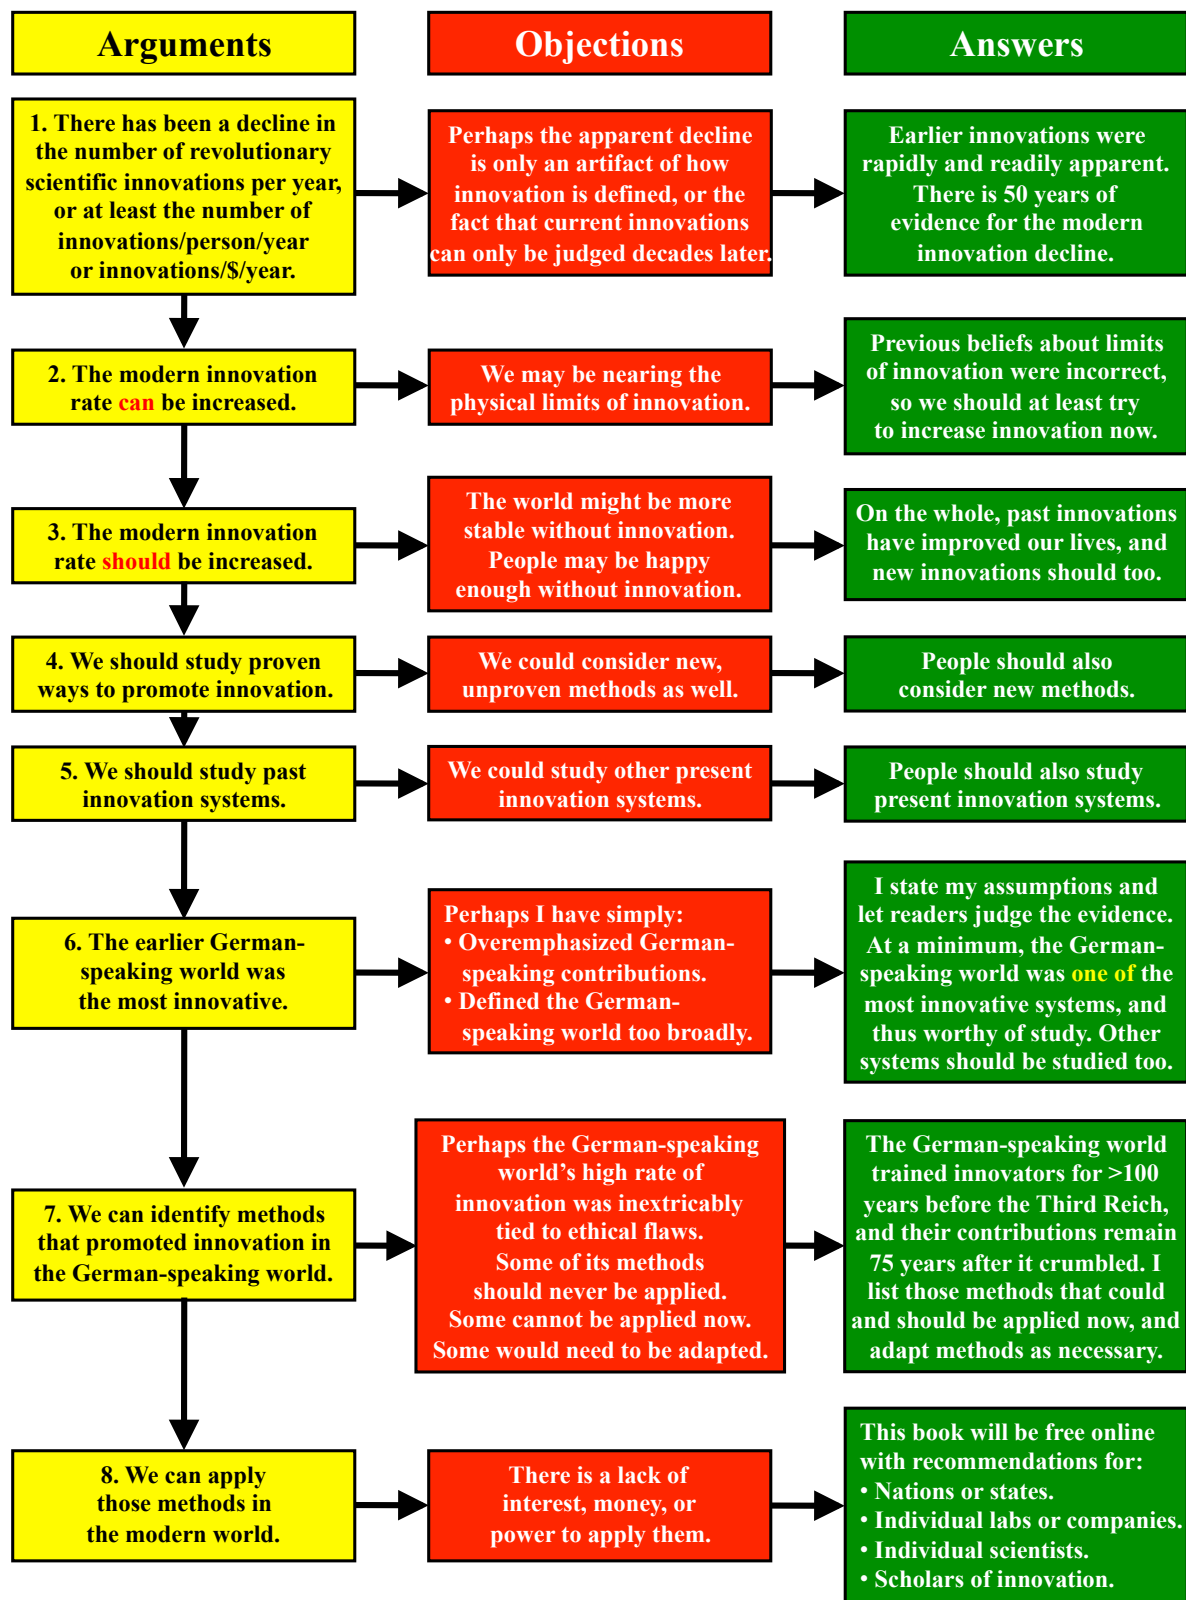 Arguments
Objections
Answers
1. There has been a decline in
the number of revolutionary
scientific innovations per year,
or at least the number of
innovations/person/year
or innovations/$/year.
Perhaps the apparent decline
is only an artifact of how
innovation is defined, or the
fact that current innovations
can only be judged decades later.
Earlier innovations were
rapidly and readily apparent.
There is 50 years of
evidence for the modern
innovation decline.
2. The modern innovation
rate can be increased.
We may be nearing the
physical limits of innovation.
Previous beliefs about limits
of innovation were incorrect,
so we should at least try
to increase innovation now.
3. The modern innovation
rate should be increased.
The world might be more
stable without innovation.
People may be happy
enough without innovation.
On the whole, past innovations
have improved our lives, and
new innovations should too.
4. We should study proven
ways to promote innovation.
We could consider new,
unproven methods as well.
People should also
consider new methods.
5. We should study past
innovation systems.
We could study other present
innovation systems.
People should also study
present innovation systems.
6. The earlier German-
speaking world was
the most innovative.
Perhaps I have simply:
• Overemphasized German-
speaking contributions.
• Defined the German-
speaking world too broadly.
I state my assumptions and
let readers judge the evidence.
At a minimum, the German-
speaking world was one of the
most innovative systems, and
thus worthy of study. Other
systems should be studied too.
7. We can identify methods
that promoted innovation in
the German-speaking world.
Perhaps the German-speaking
world's high rate of
innovation was inextricably
tied to ethical flaws.
Some of its methods
should never be applied.
Some cannot be applied now.
Some would need to be adapted.
The German-speaking world
trained innovators for >100
years before the Third Reich,
and their contributions remain
75 years after it crumbled. I
list those methods that could
and should be applied now, and
adapt methods as necessary.
8. We can apply
those methods in
the modern world.
There is a lack of
interest, money, or
power to apply them.
This book will be free online
with recommendations for:
• Nations or states.
• Individual labs or companies.
• Individual scientists.
• Scholars of innovation.